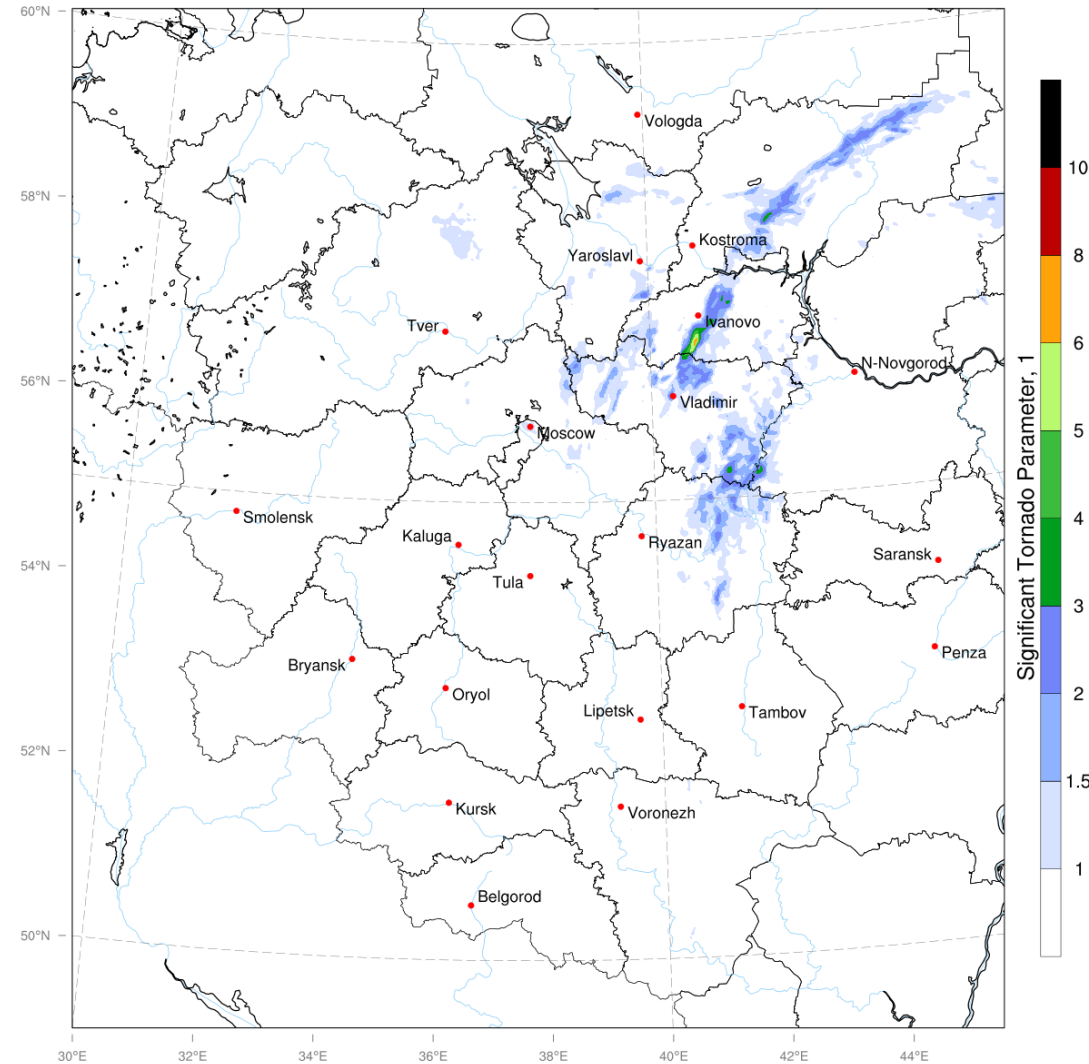 60°N
58°N
56°N
54°N
52°N
50°N
30°E
32°E
34°E
36°E
38°E
40°E
42°E
44°E
Vologda
Kostroma
Yaroslavl
Ivanovo
Tver
N-Novgorod
Vladimir
Moscow
Smolensk
Kaluga
Ryazan
Saransk
Tula
Penza
Bryansk
Oryol
Lipetsk
Tambov
Kursk
Voronezh
Belgorod
Significant Tornado Parameter, 1
10
8
6
5
4
3
2
1.5
1